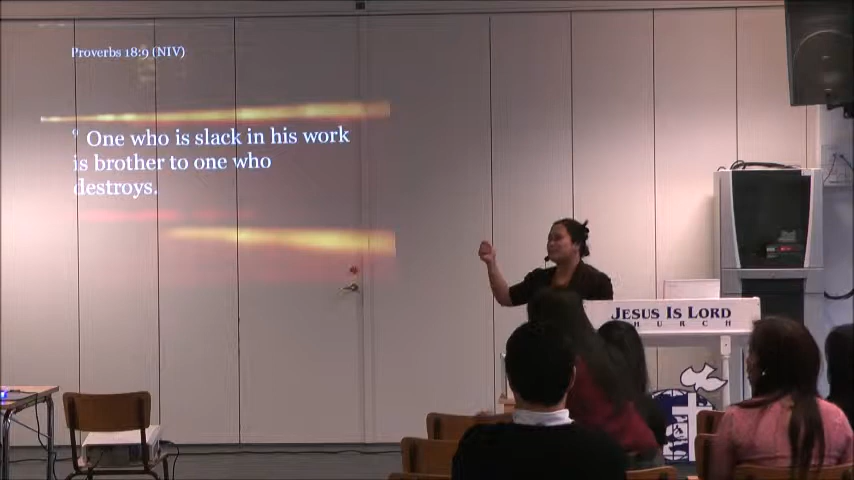 Proverbs 18:9 (NIV)
9 One who is slack in his work
is brother to one who
destroys.
JESUS IS LORD
CHURCH